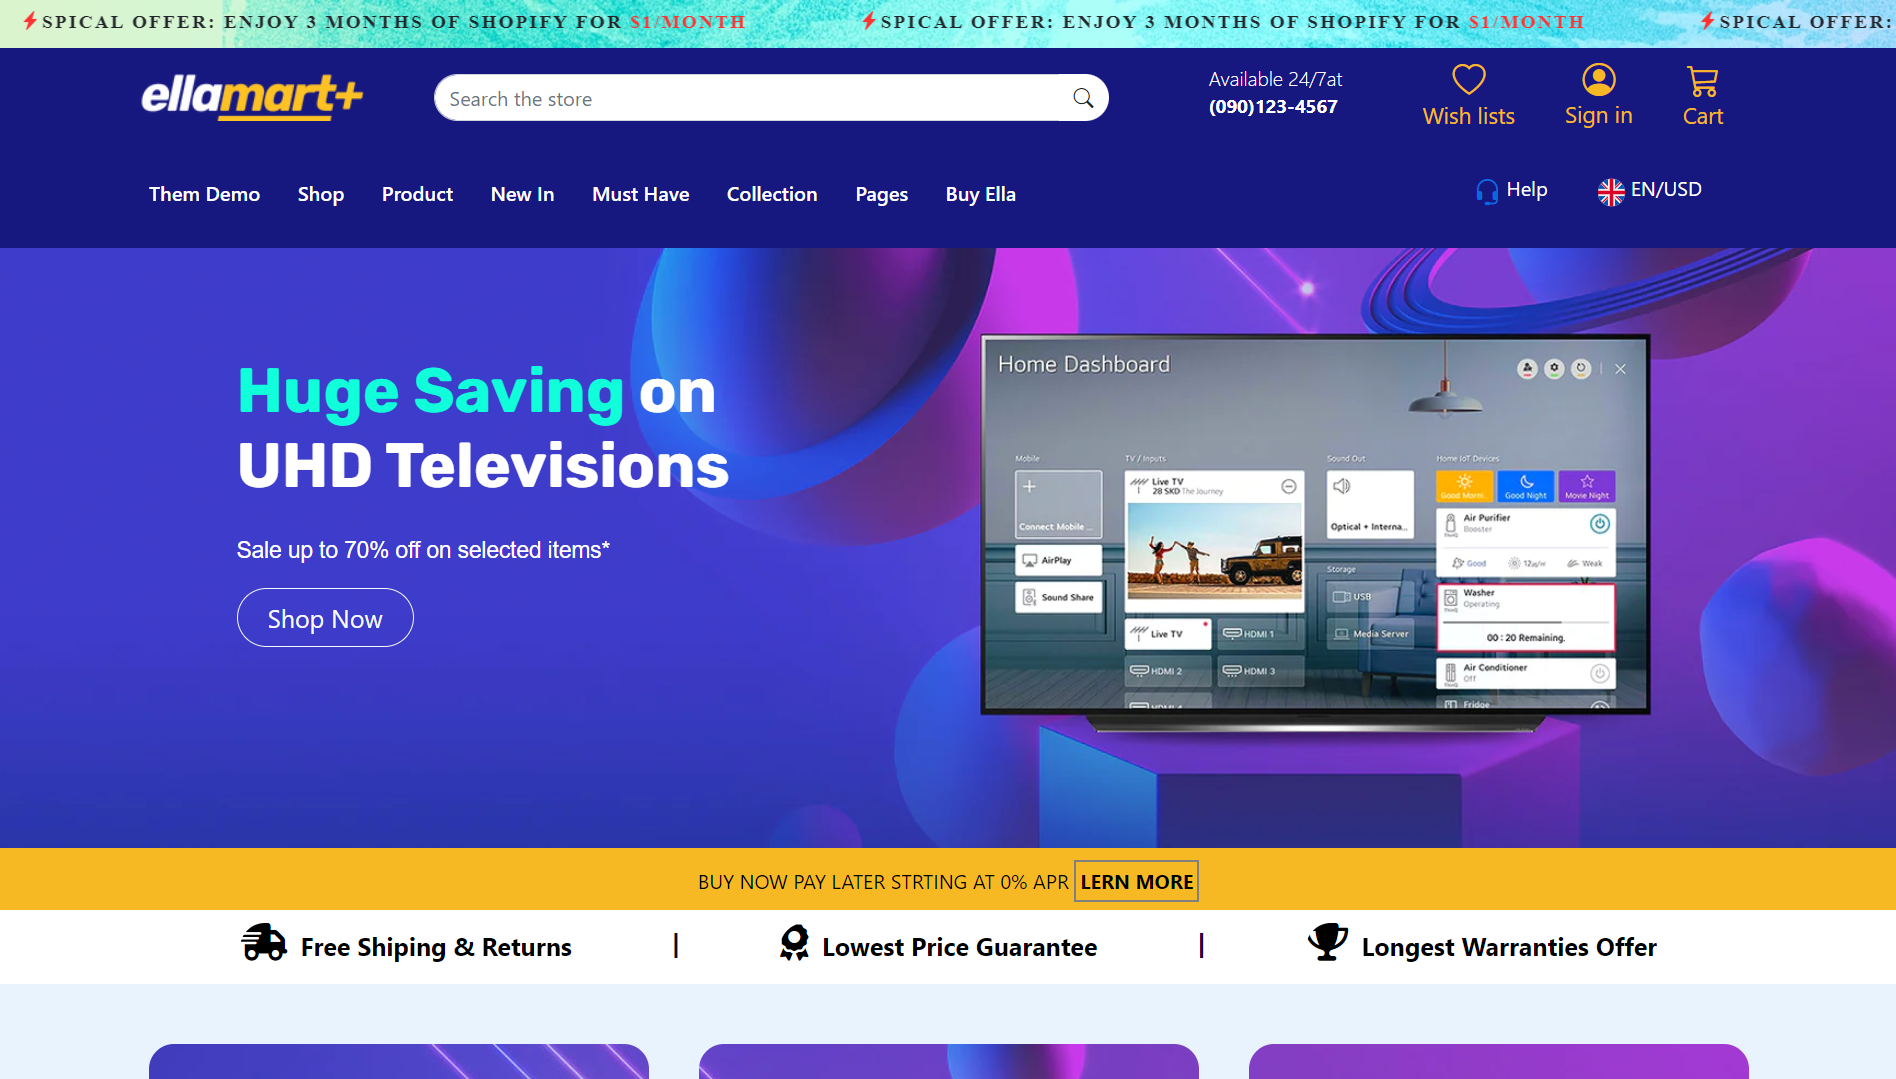 SPICAL OFFER: ENJOY 3 MONTHS OF SHOPIFY FOR $1/MONTH
SPICAL OFFER: ENJOY 3 MONTHS OF SHOPIFY FOR $1/MONTH
SPICAL OFFER:
ellamart+
Search the store
Available 24/7at
(090)123-4567
Wish lists
Sign in
Cart
Them Demo
Shop
Product
New In
Must Have
Collection
Pages
Buy Ella
Help
EN/USD
Huge Saving on
UHD Televisions
Sale up to 70% off on selected items*
Shop Now
Home Dashboard
Mobile
Connect Mobile ...
AirPlay
Sound Share
TV / Inputs
Live TV
28 SKD The Journey
Live TV
HDMI 1
HDMI 2
HDMI 3
HDMI 4
Sound Out
Optical + Interna...
Storage
USB
Media Server
Home IoT Devices
Good Morni...
Good Night
Movie Night
Air Purifier
Booster
Good
Weak
Washer
Operating
00 : 20 Remaining.
Air Conditioner
Off
Fridge
BUY NOW PAY LATER STRTING AT 0% APR LERN MORE
Free Shiping & Returns
|
Lowest Price Guarantee
|
Longest Warranties Offer